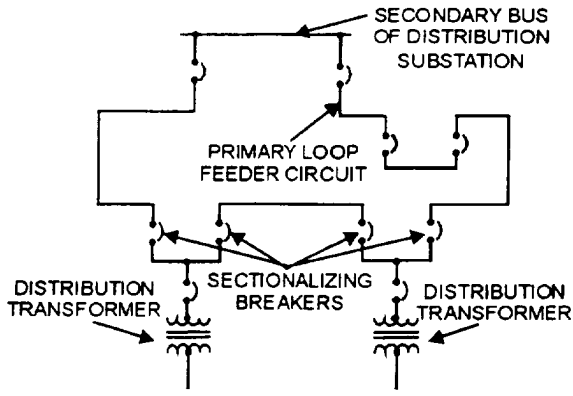 SECONDARY BUS
OF DISTRIBUTION
SUBSTATION
PRIMARY LOOP
FEEDER CIRCUIT
DISTRIBUTION
TRANSFORMER
SECTIONALIZING
BREAKERS
DISTRIBUTION
TRANSFORMER